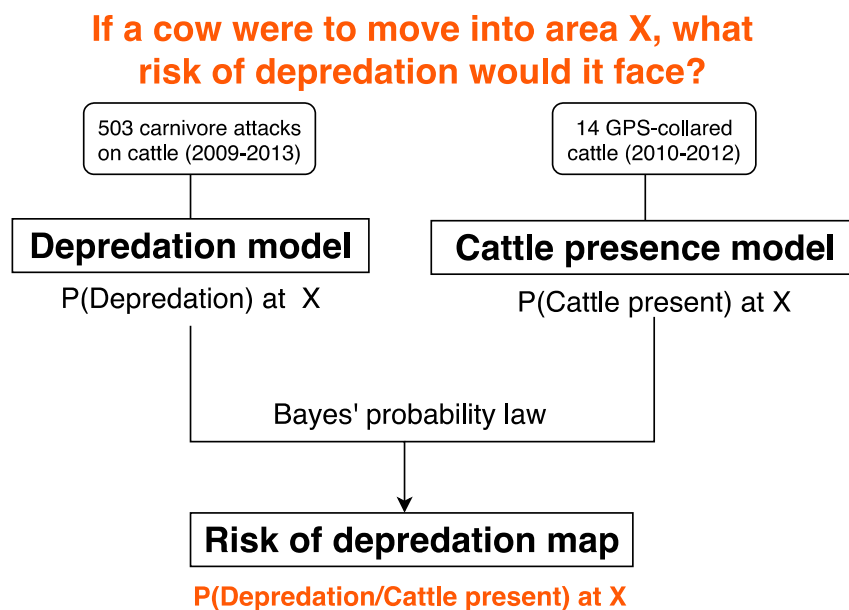 If a cow were to move into area X, what
risk of depredation would it face?
503 carnivore attacks
on cattle (2009-2013)
14 GPS-collared
cattle (2010-2012)
Depredation model
Cattle presence model
P(Depredation) at X
P(Cattle present) at X
Bayes' probability law
Risk of depredation map
P(Depredation/Cattle present) at X